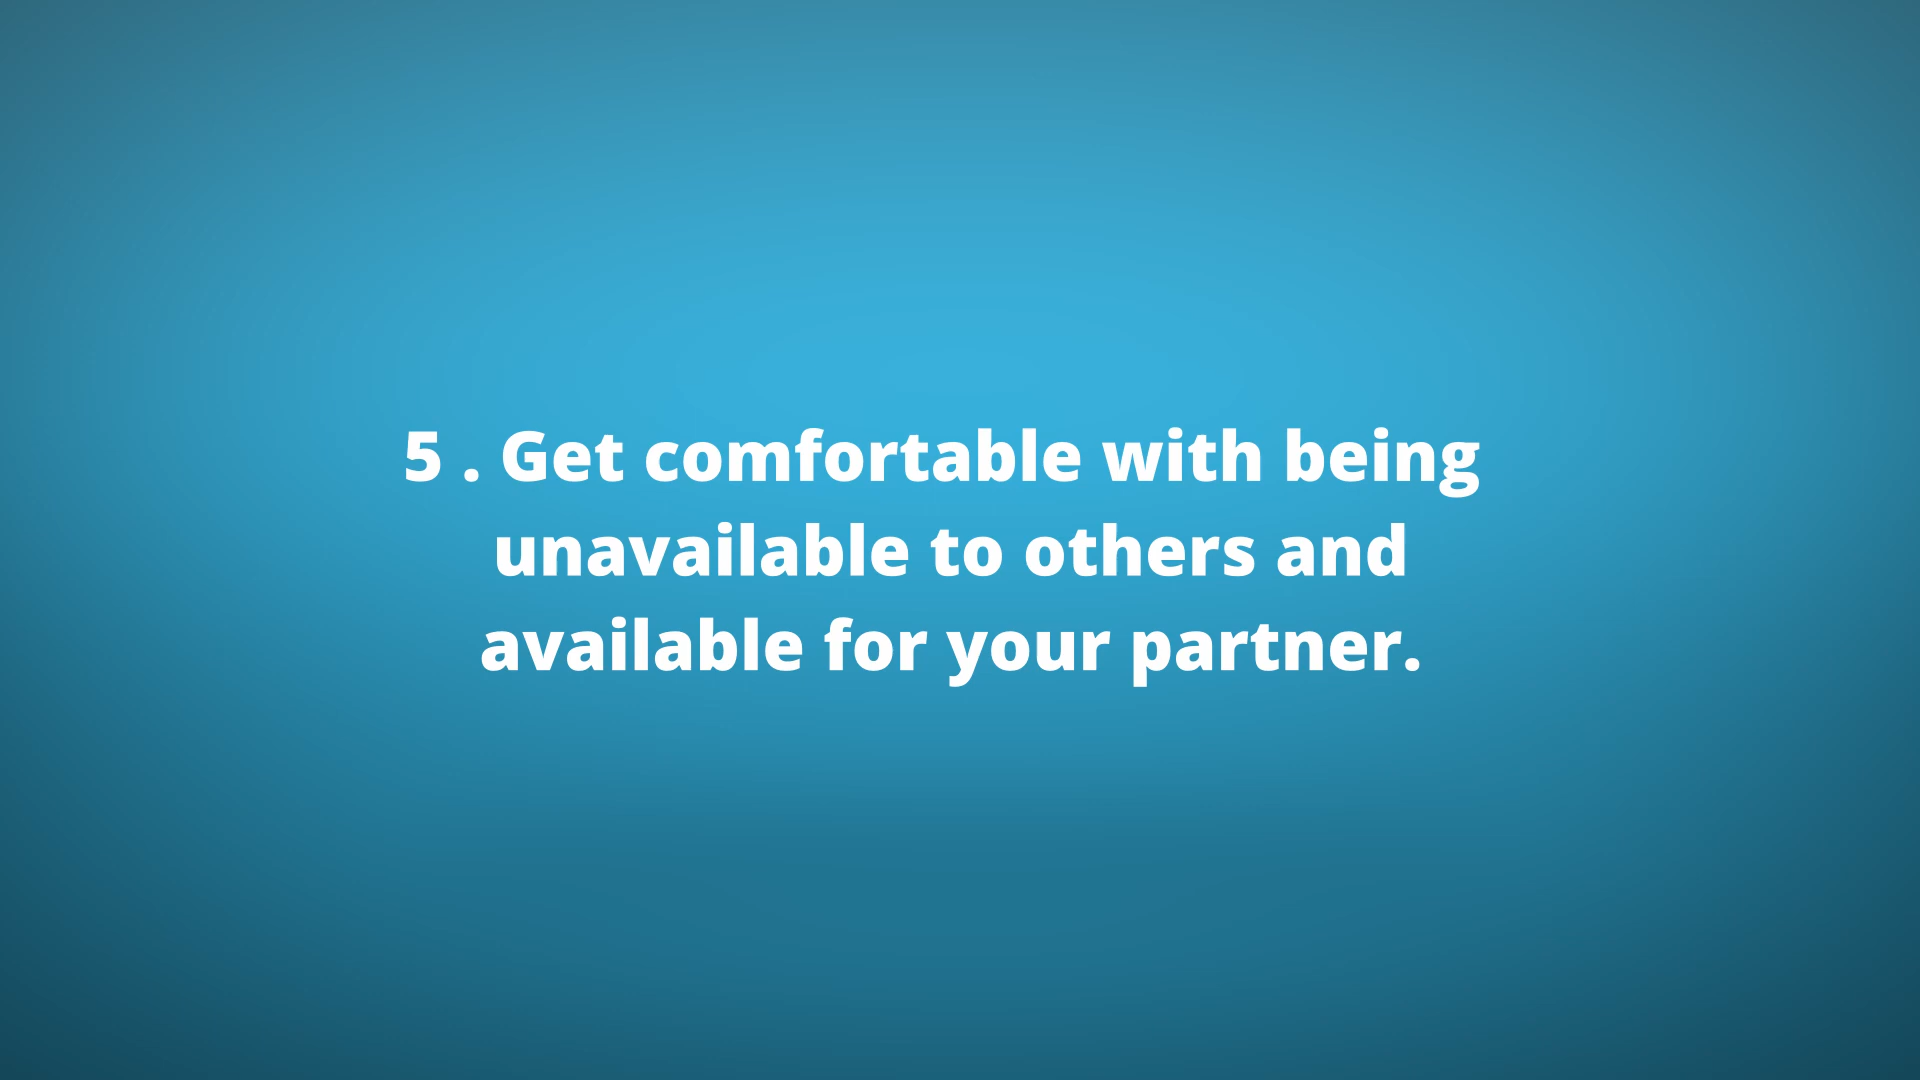 5 . Get comfortable with being
unavailable to others and
available for your partner.